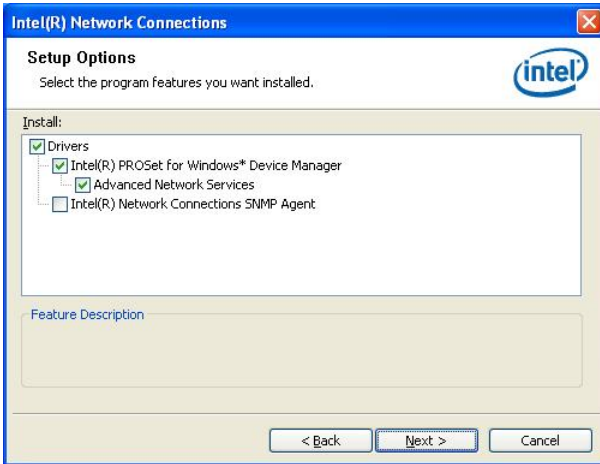 Intel(R) Network Connections
Setup Options
Select the program features you want installed.
intel
Install:
Drivers
Intel(R) PROSet for Windows* Device Manager
Advanced Network Services
Intel(R) Network Connections SNMP Agent
Feature Description
< Back
Next >
Cancel